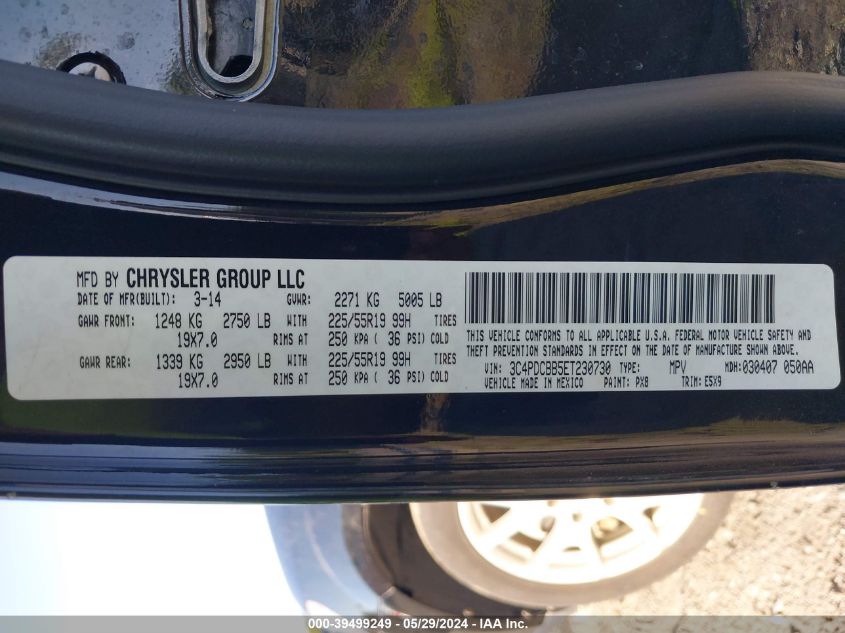 MFD BY CHRYSLER GROUP LLC
DATE OF MFR(BUILT): 3-14 GVWR: 2271 KG 5005 LB
GAWR FRONT: 1248 KG 2750 LB WITH 225/55R19 99H TIRES
19X7.0 RIMS AT 250 KPA ( 36 PSI) COLD
GAWR REAR: 1339 KG 2950 LB WITH 225/55R19 99H TIRES
19X7.0 RIMS AT 250 KPA ( 36 PSI) COLD
THIS VEHICLE CONFORMS TO ALL APPLICABLE U.S.A. FEDERAL MOTOR VEHICLE SAFETY AND
THEFT PREVENTION STANDARDS IN EFFECT ON THE DATE OF MANUFACTURE SHOWN ABOVE.
VIN: 3C4PDCBB5ET230730 TYPE: MPV MDH: 030407 050AA
VEHICLE MADE IN MEXICO PAINT: PX8 TRIM: E5X9
000-39499249 - 05/29/2024 - IAA Inc.